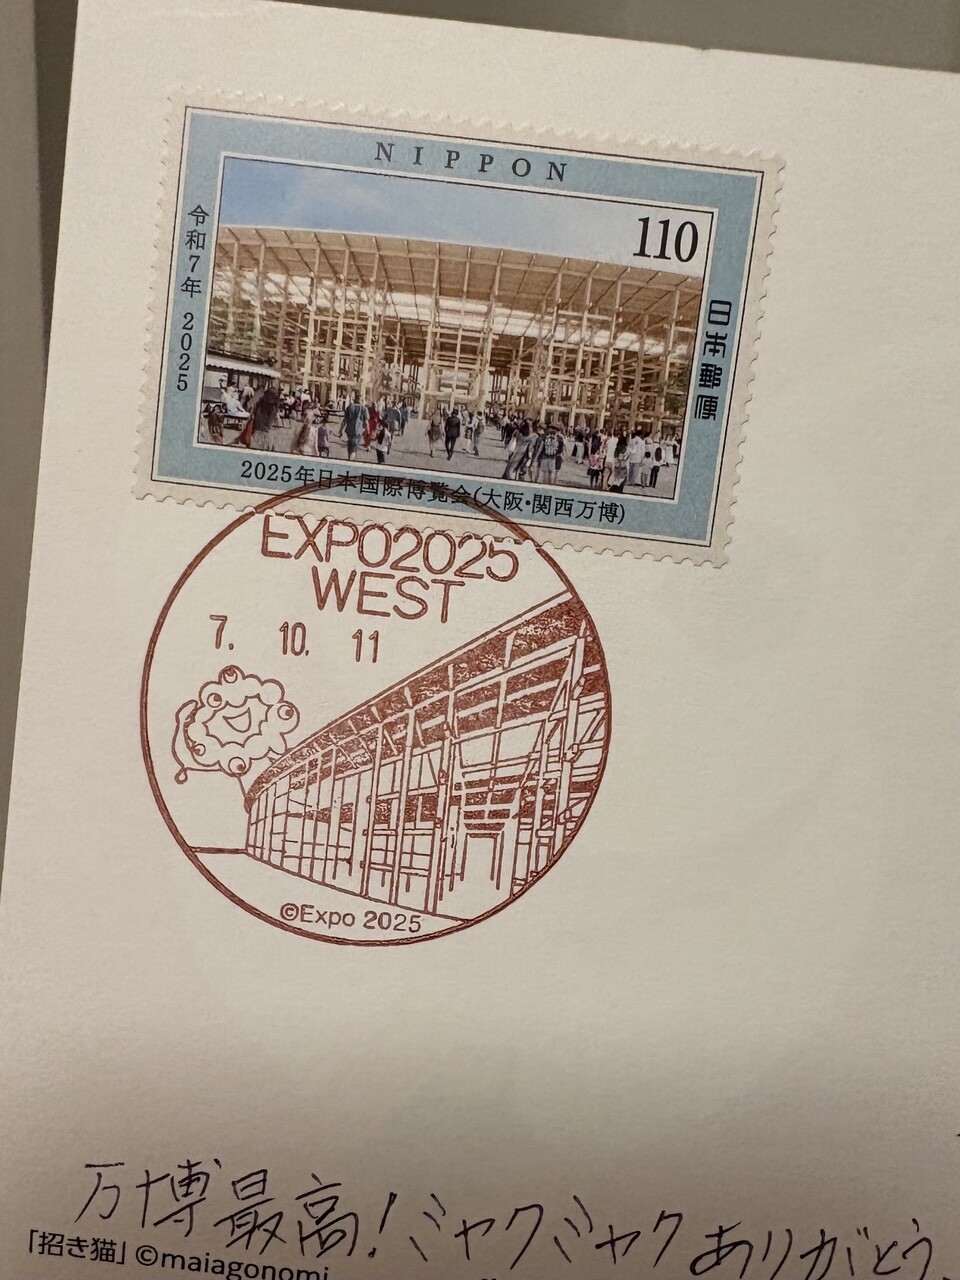 NIPPON
110
令和7年 2025
日本郵便
2025年日本国際博覧会(大阪・関西万博)
EXPO2025
WEST
7. 10. 11
©Expo 2025
万博最高!ミャクミャクありがとう
「招き猫」©maiagonomi